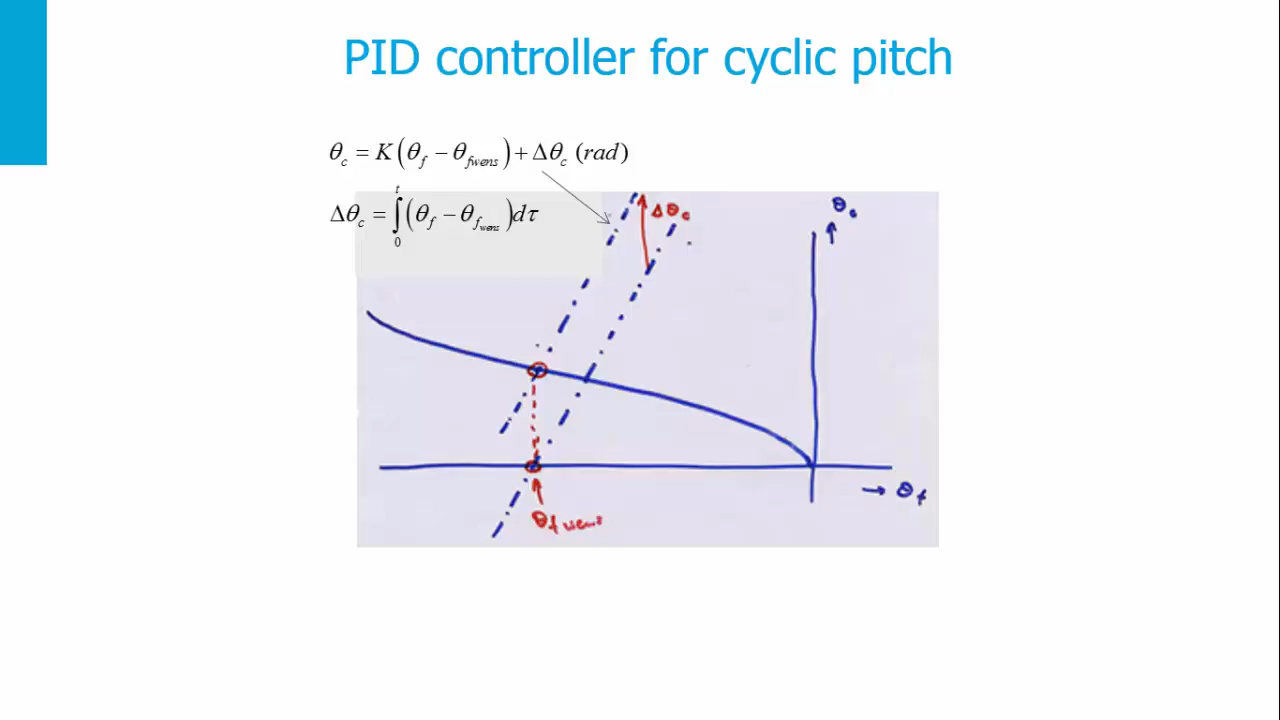 PID controller for cyclic pitch
θc = K(θf − θfwens) + Δθc (rad)
Δθc = ∫₀ᵗ (θf − θfwens) dτ
Δθc
θc
→ θf
θf wens